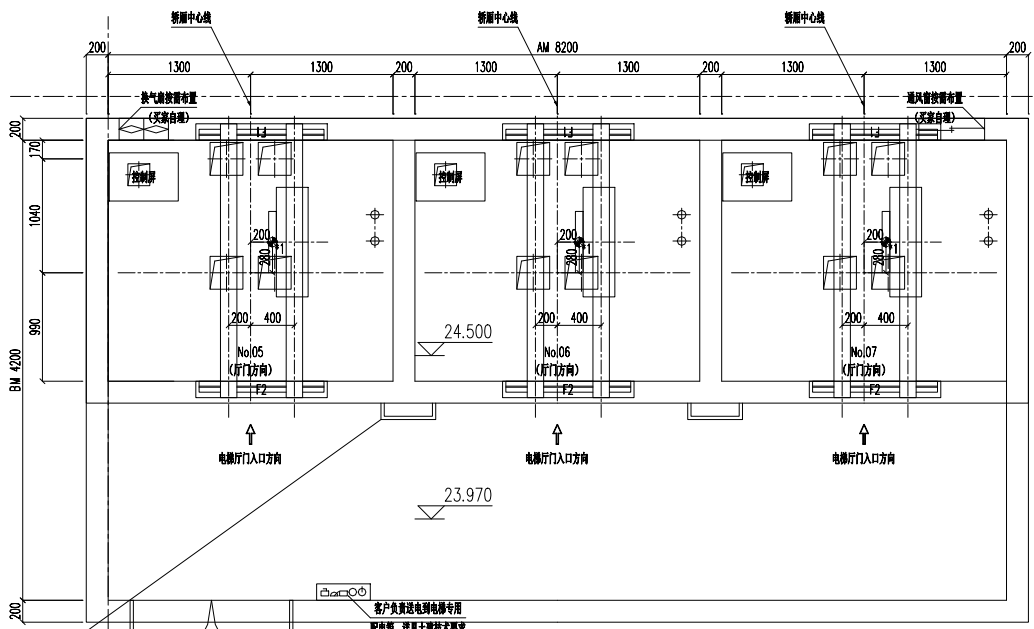 轿厢中心线
轿厢中心线
轿厢中心线
200
AM 8200
200
1300
1300
200
1300
1300
200
1300
1300
换气扇按需布置
(买家自理)
通风窗按需布置
(买家自理)
200
170
1040
990
BM 4200
200
F1
F1
F1
控制屏
控制屏
控制屏
200
#1
280
200
#1
280
200
#1
280
200
400
200
400
200
400
24.500
No.05
(厅门方向)
No.06
(厅门方向)
No.07
(厅门方向)
F2
F2
F2
电梯厅门入口方向
电梯厅门入口方向
电梯厅门入口方向
23.970
客户负责送电到电梯专用